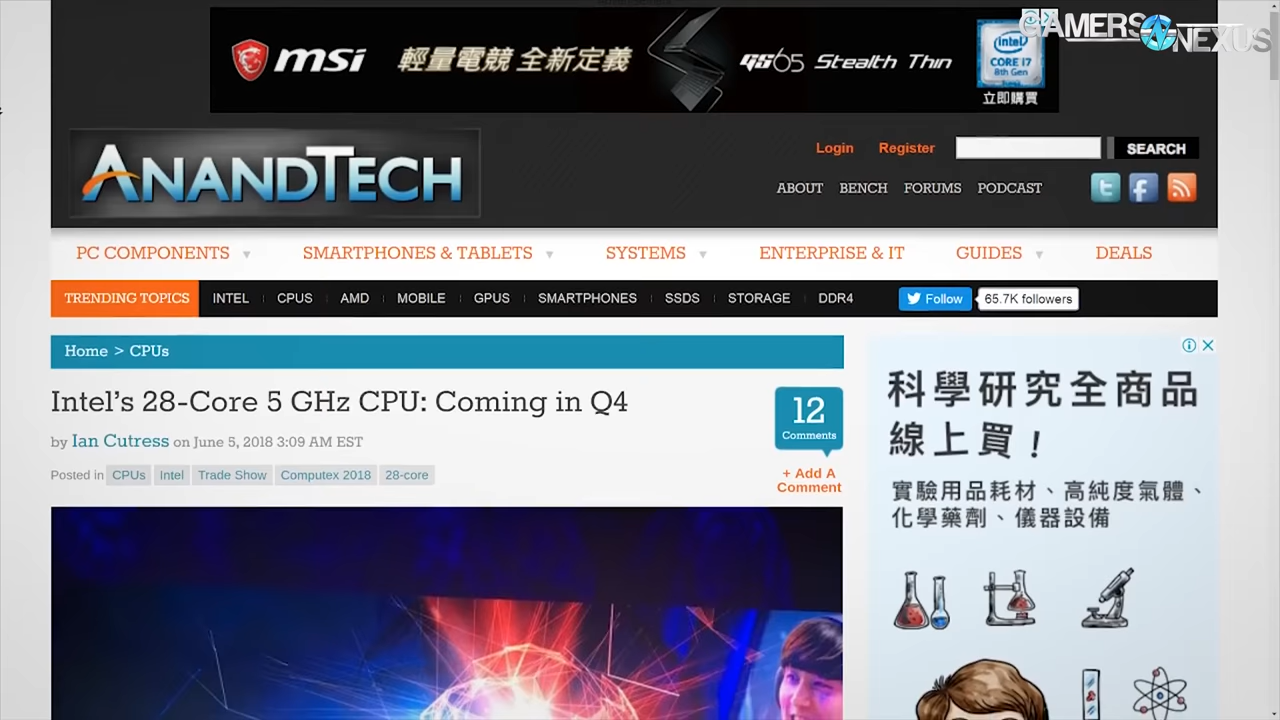 GAMERS NEXUS
msi 輕量電競 全新定義 GS65 Stealth Thin
intel CORE i7 8th Gen
立即購買
ANANDTECH
Login Register SEARCH
ABOUT BENCH FORUMS PODCAST
PC COMPONENTS SMARTPHONES & TABLETS SYSTEMS ENTERPRISE & IT GUIDES DEALS
TRENDING TOPICS INTEL CPUS AMD MOBILE GPUS SMARTPHONES SSDS STORAGE DDR4 Follow 65.7K followers
Home > CPUs
Intel's 28-Core 5 GHz CPU: Coming in Q4
by Ian Cutress on June 5, 2018 3:09 AM EST
Posted in CPUs Intel Trade Show Computex 2018 28-core
12
Comments
+ Add A
Comment
科學研究全商品
線上買！
實驗用品耗材、高純度氣體、
化學藥劑、儀器設備